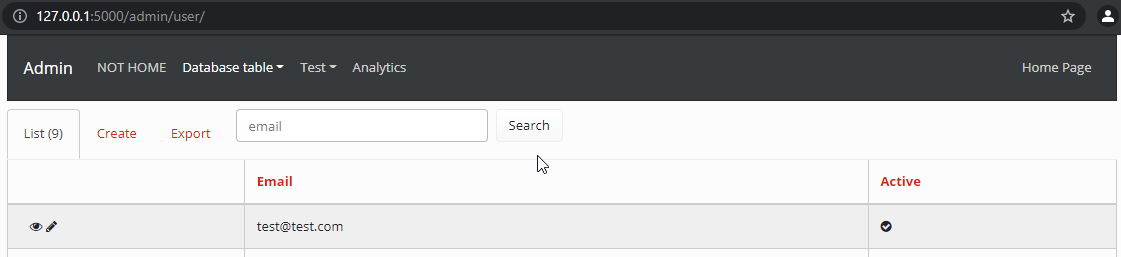 127.0.0.1:5000/admin/user/
Admin NOT HOME Database table Test Analytics Home Page
List (9) Create Export email Search
Email Active
test@test.com